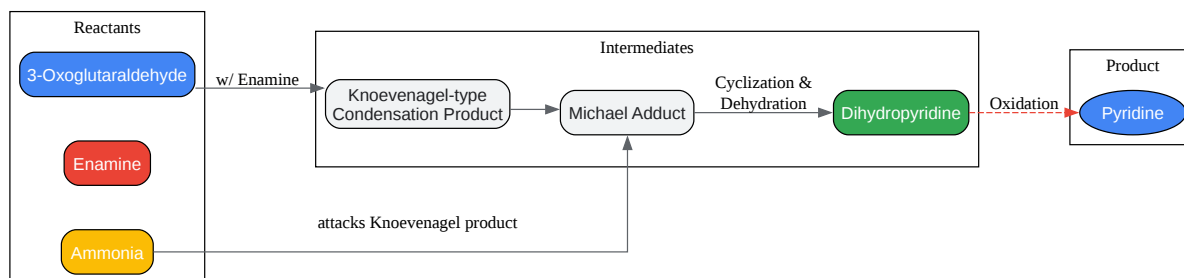 Reactants
3-Oxoglutaraldehyde
Enamine
Ammonia
w/ Enamine
attacks Knoevenagel product
Intermediates
Knoevenagel-type
Condensation Product
Michael Adduct
Cyclization &
Dehydration
Dihydropyridine
Oxidation
Product
Pyridine